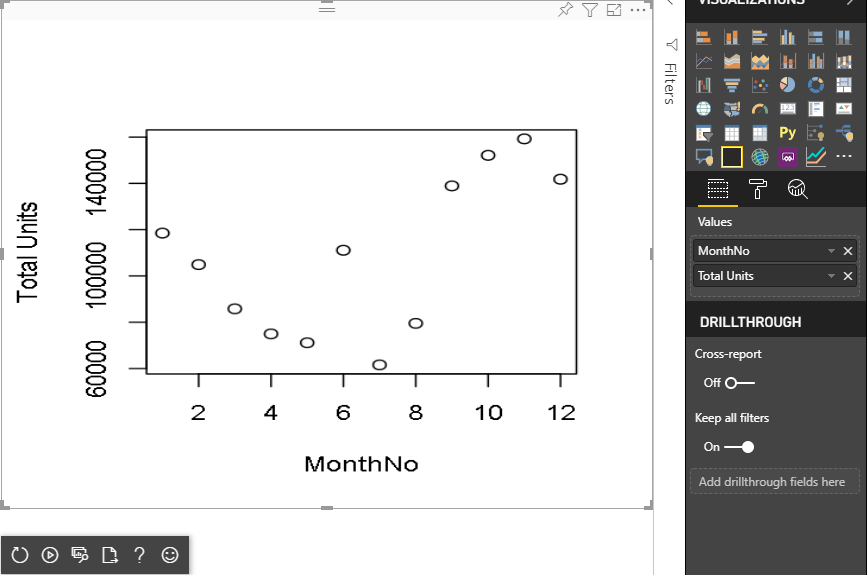 VISUALIZATIONS
Filters
Total Units
140000
100000
60000
2 4 6 8 10 12
MonthNo
123
Py
Values
MonthNo
Total Units
DRILLTHROUGH
Cross-report
Off
Keep all filters
On
Add drillthrough fields here
?